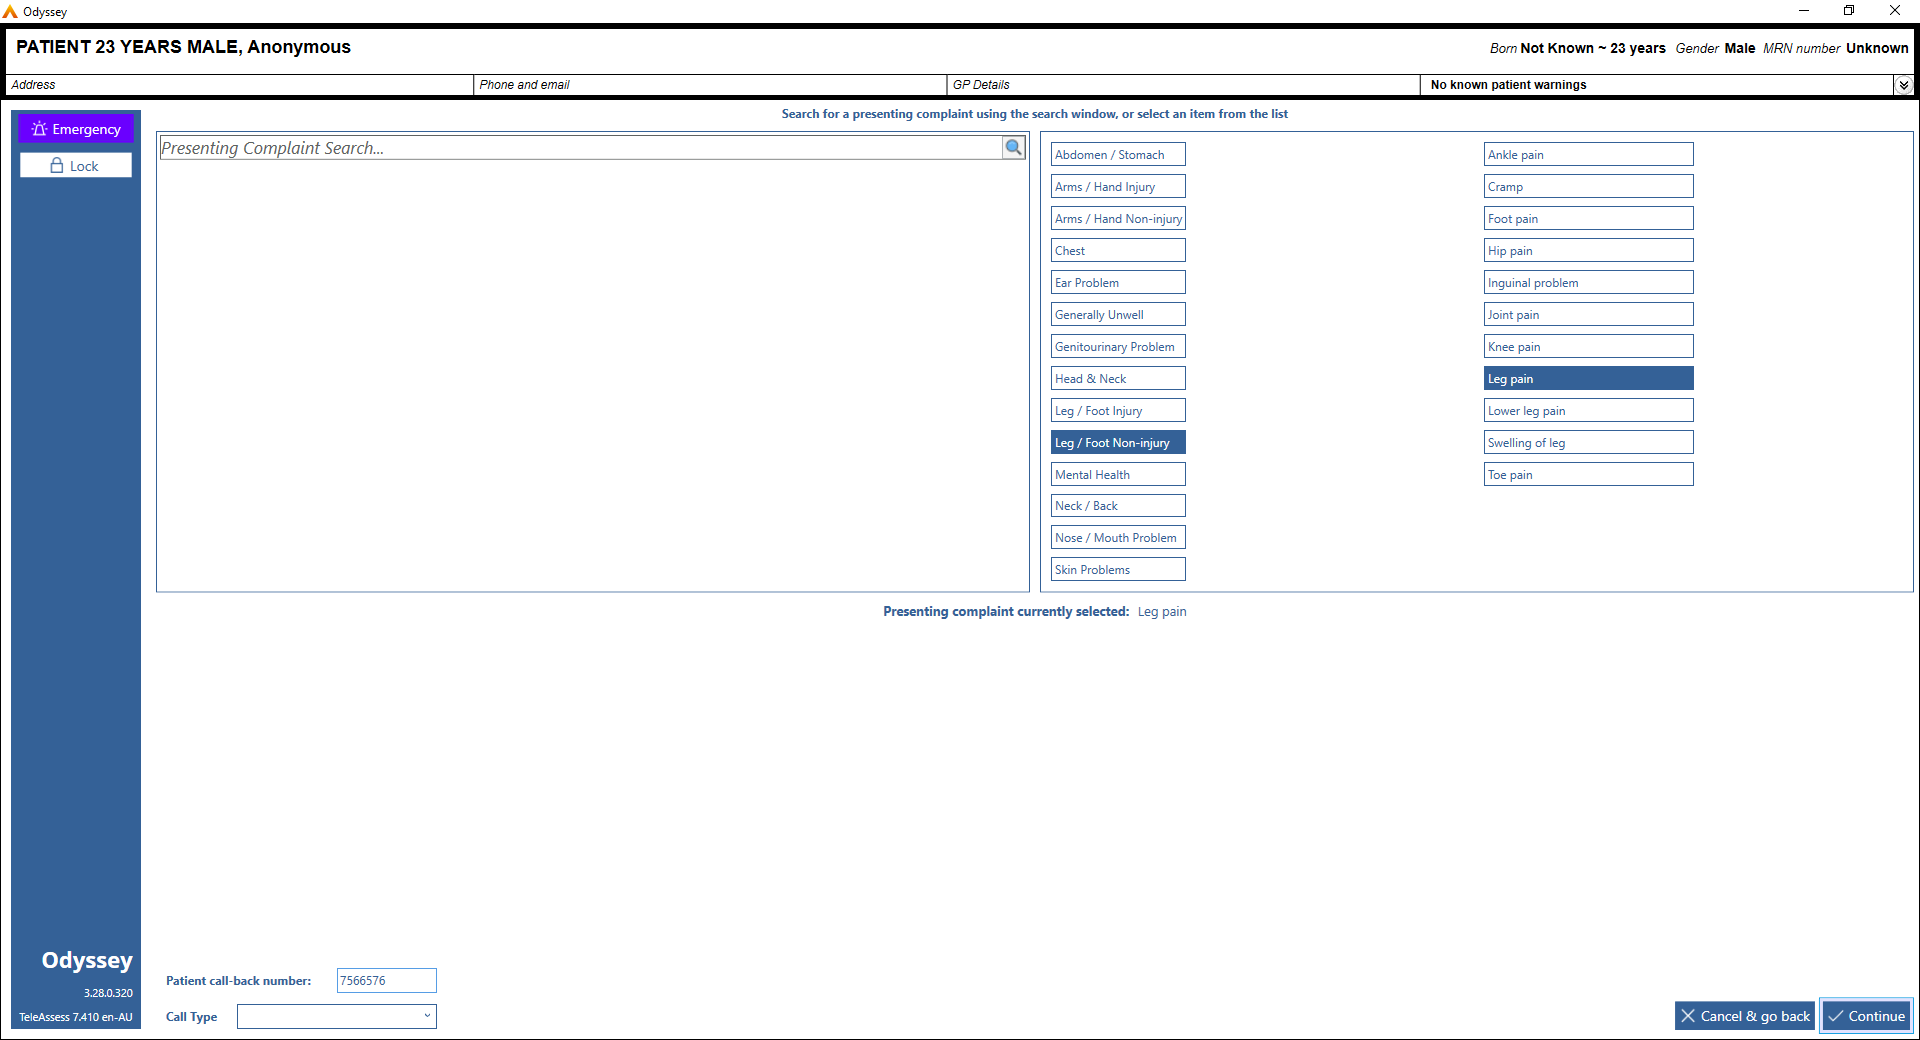 Odyssey
PATIENT 23 YEARS MALE, Anonymous
Born Not Known ~ 23 years Gender Male MRN number Unknown
Address
Phone and email
GP Details
No known patient warnings
Emergency
Lock
Search for a presenting complaint using the search window, or select an item from the list
Presenting Complaint Search...
Abdomen / Stomach
Arms / Hand Injury
Arms / Hand Non-injury
Chest
Ear Problem
Generally Unwell
Genitourinary Problem
Head & Neck
Leg / Foot Injury
Leg / Foot Non-injury
Mental Health
Neck / Back
Nose / Mouth Problem
Skin Problems
Ankle pain
Cramp
Foot pain
Hip pain
Inguinal problem
Joint pain
Knee pain
Leg pain
Lower leg pain
Swelling of leg
Toe pain
Presenting complaint currently selected: Leg pain
Odyssey
3.28.0.320
TeleAssess 7.410 en-AU
Patient call-back number: 7566576
Call Type
Cancel & go back
Continue